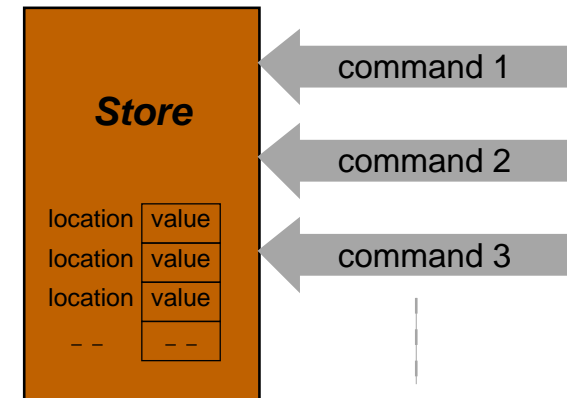 command 1
Store
command 2
location value
location value
command 3
location value
– – – –